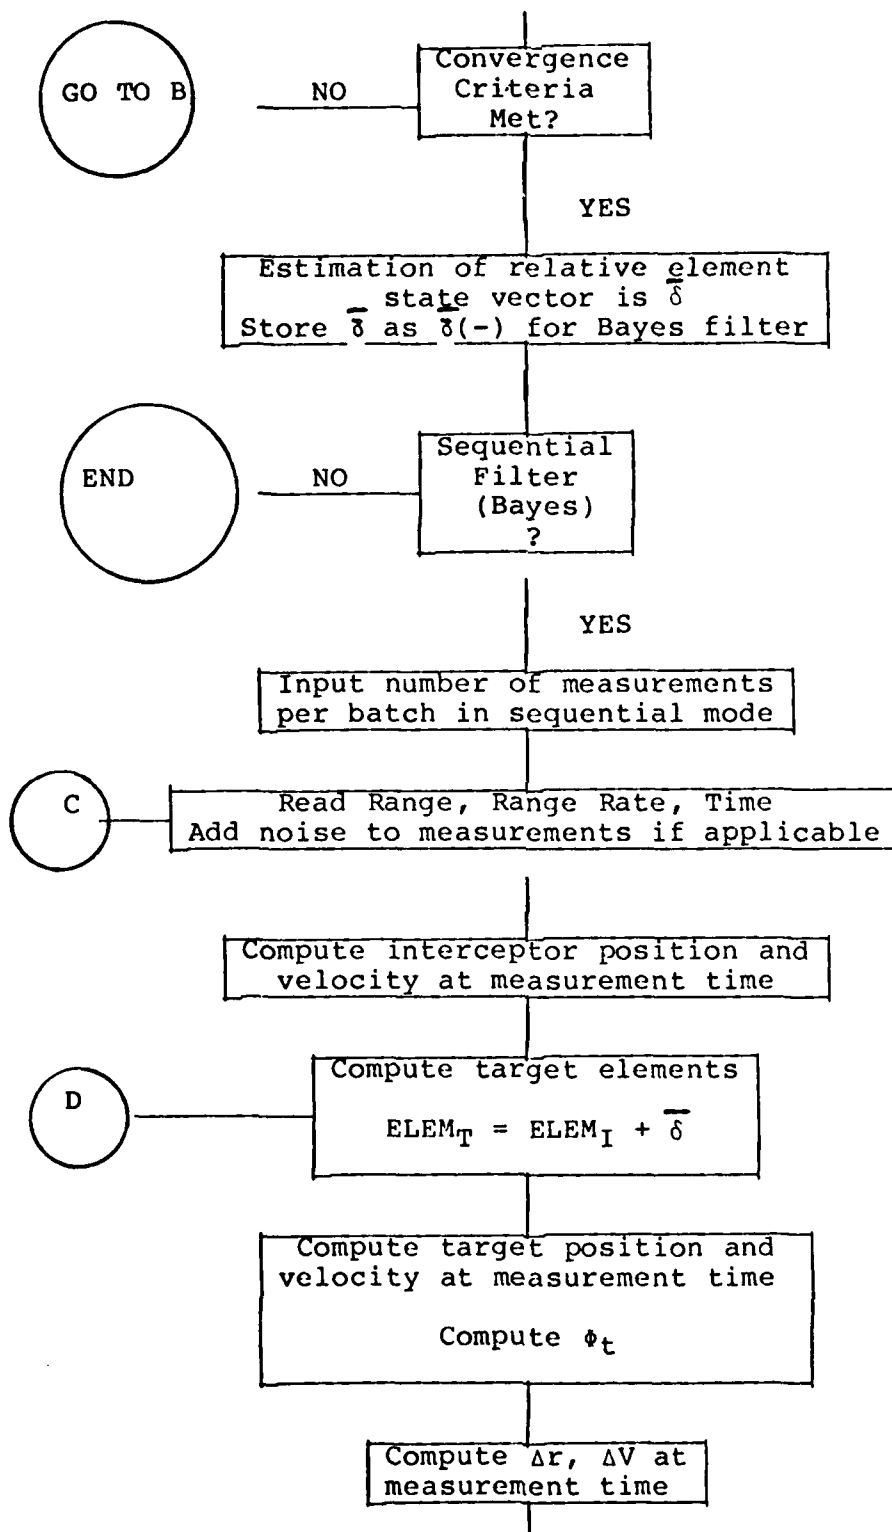 GO TO B
NO
Convergence
Criteria
Met?
YES
Estimation of relative element
state vector is δ̅
Store δ̅ as δ̅(-) for Bayes filter
END
NO
Sequential
Filter
(Bayes)
?
YES
Input number of measurements
per batch in sequential mode
C
Read Range, Range Rate, Time
Add noise to measurements if applicable
Compute interceptor position and
velocity at measurement time
D
Compute target elements
ELEM_T = ELEM_I + δ̅
Compute target position and
velocity at measurement time
Compute Φ_t
Compute Δr, ΔV at
measurement time